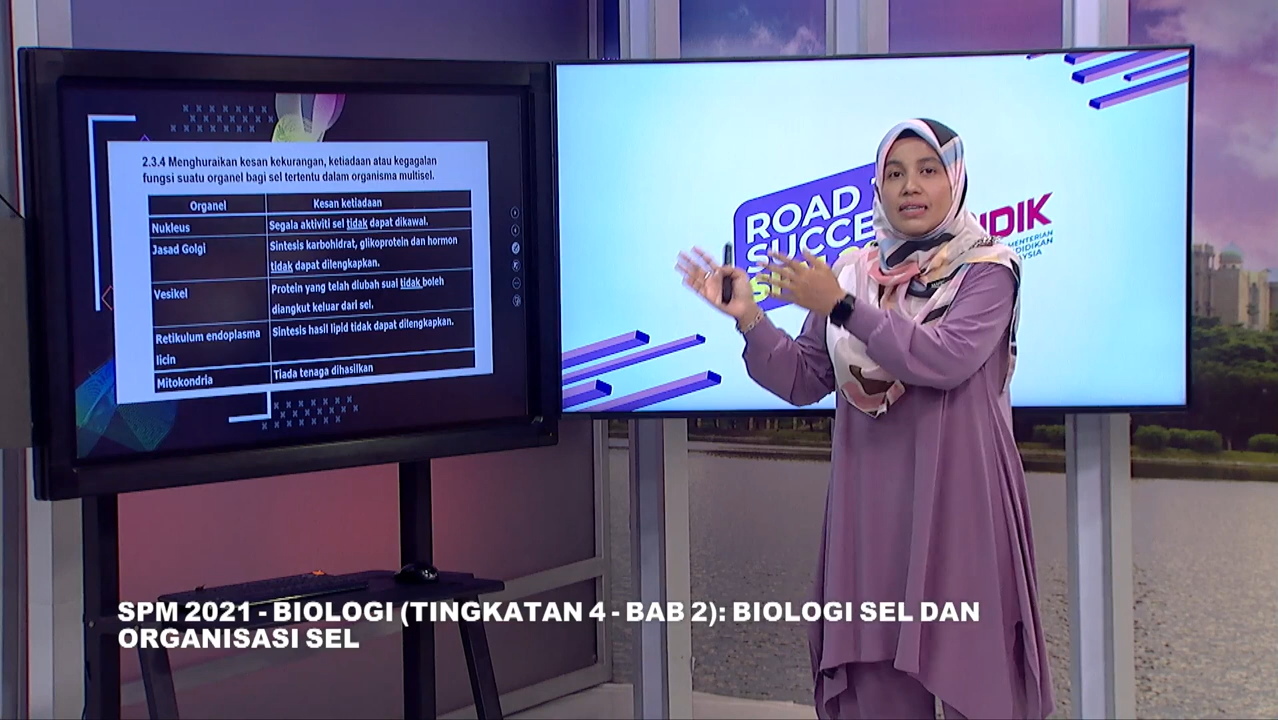 2.3.4 Menghuraikan kesan kekurangan, ketiadaan atau kegagalan
fungsi suatu organel bagi sel tertentu dalam organisma multisel.
Organel Kesan ketiadaan
Nukleus Segala aktiviti sel tidak dapat dikawal.
Jasad Golgi Sintesis karbohidrat, glikoprotein dan hormon
tidak dapat dilengkapkan.
Vesikel Protein yang telah diubah suai tidak boleh
diangkut keluar dari sel.
Retikulum endoplasma Sintesis hasil lipid tidak dapat dilengkapkan.
licin
Mitokondria Tiada tenaga dihasilkan
ROAD
SUCCE
SPM 2021 - BIOLOGI (TINGKATAN 4 - BAB 2): BIOLOGI SEL DAN
ORGANISASI SEL